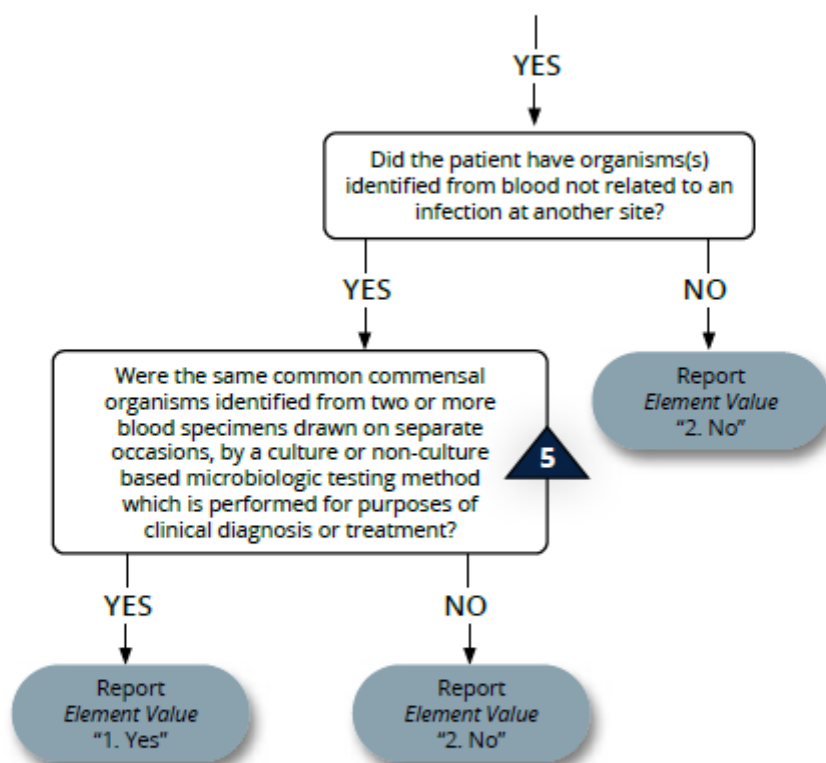 YES
Did the patient have organisms(s)
identified from blood not related to an
infection at another site?
YES
NO
Were the same common commensal
organisms identified from two or more
blood specimens drawn on separate
occasions, by a culture or non-culture
based microbiologic testing method
which is performed for purposes of
clinical diagnosis or treatment?
5
Report
Element Value
"2. No"
YES
NO
Report
Element Value
"1. Yes"
Report
Element Value
"2. No"